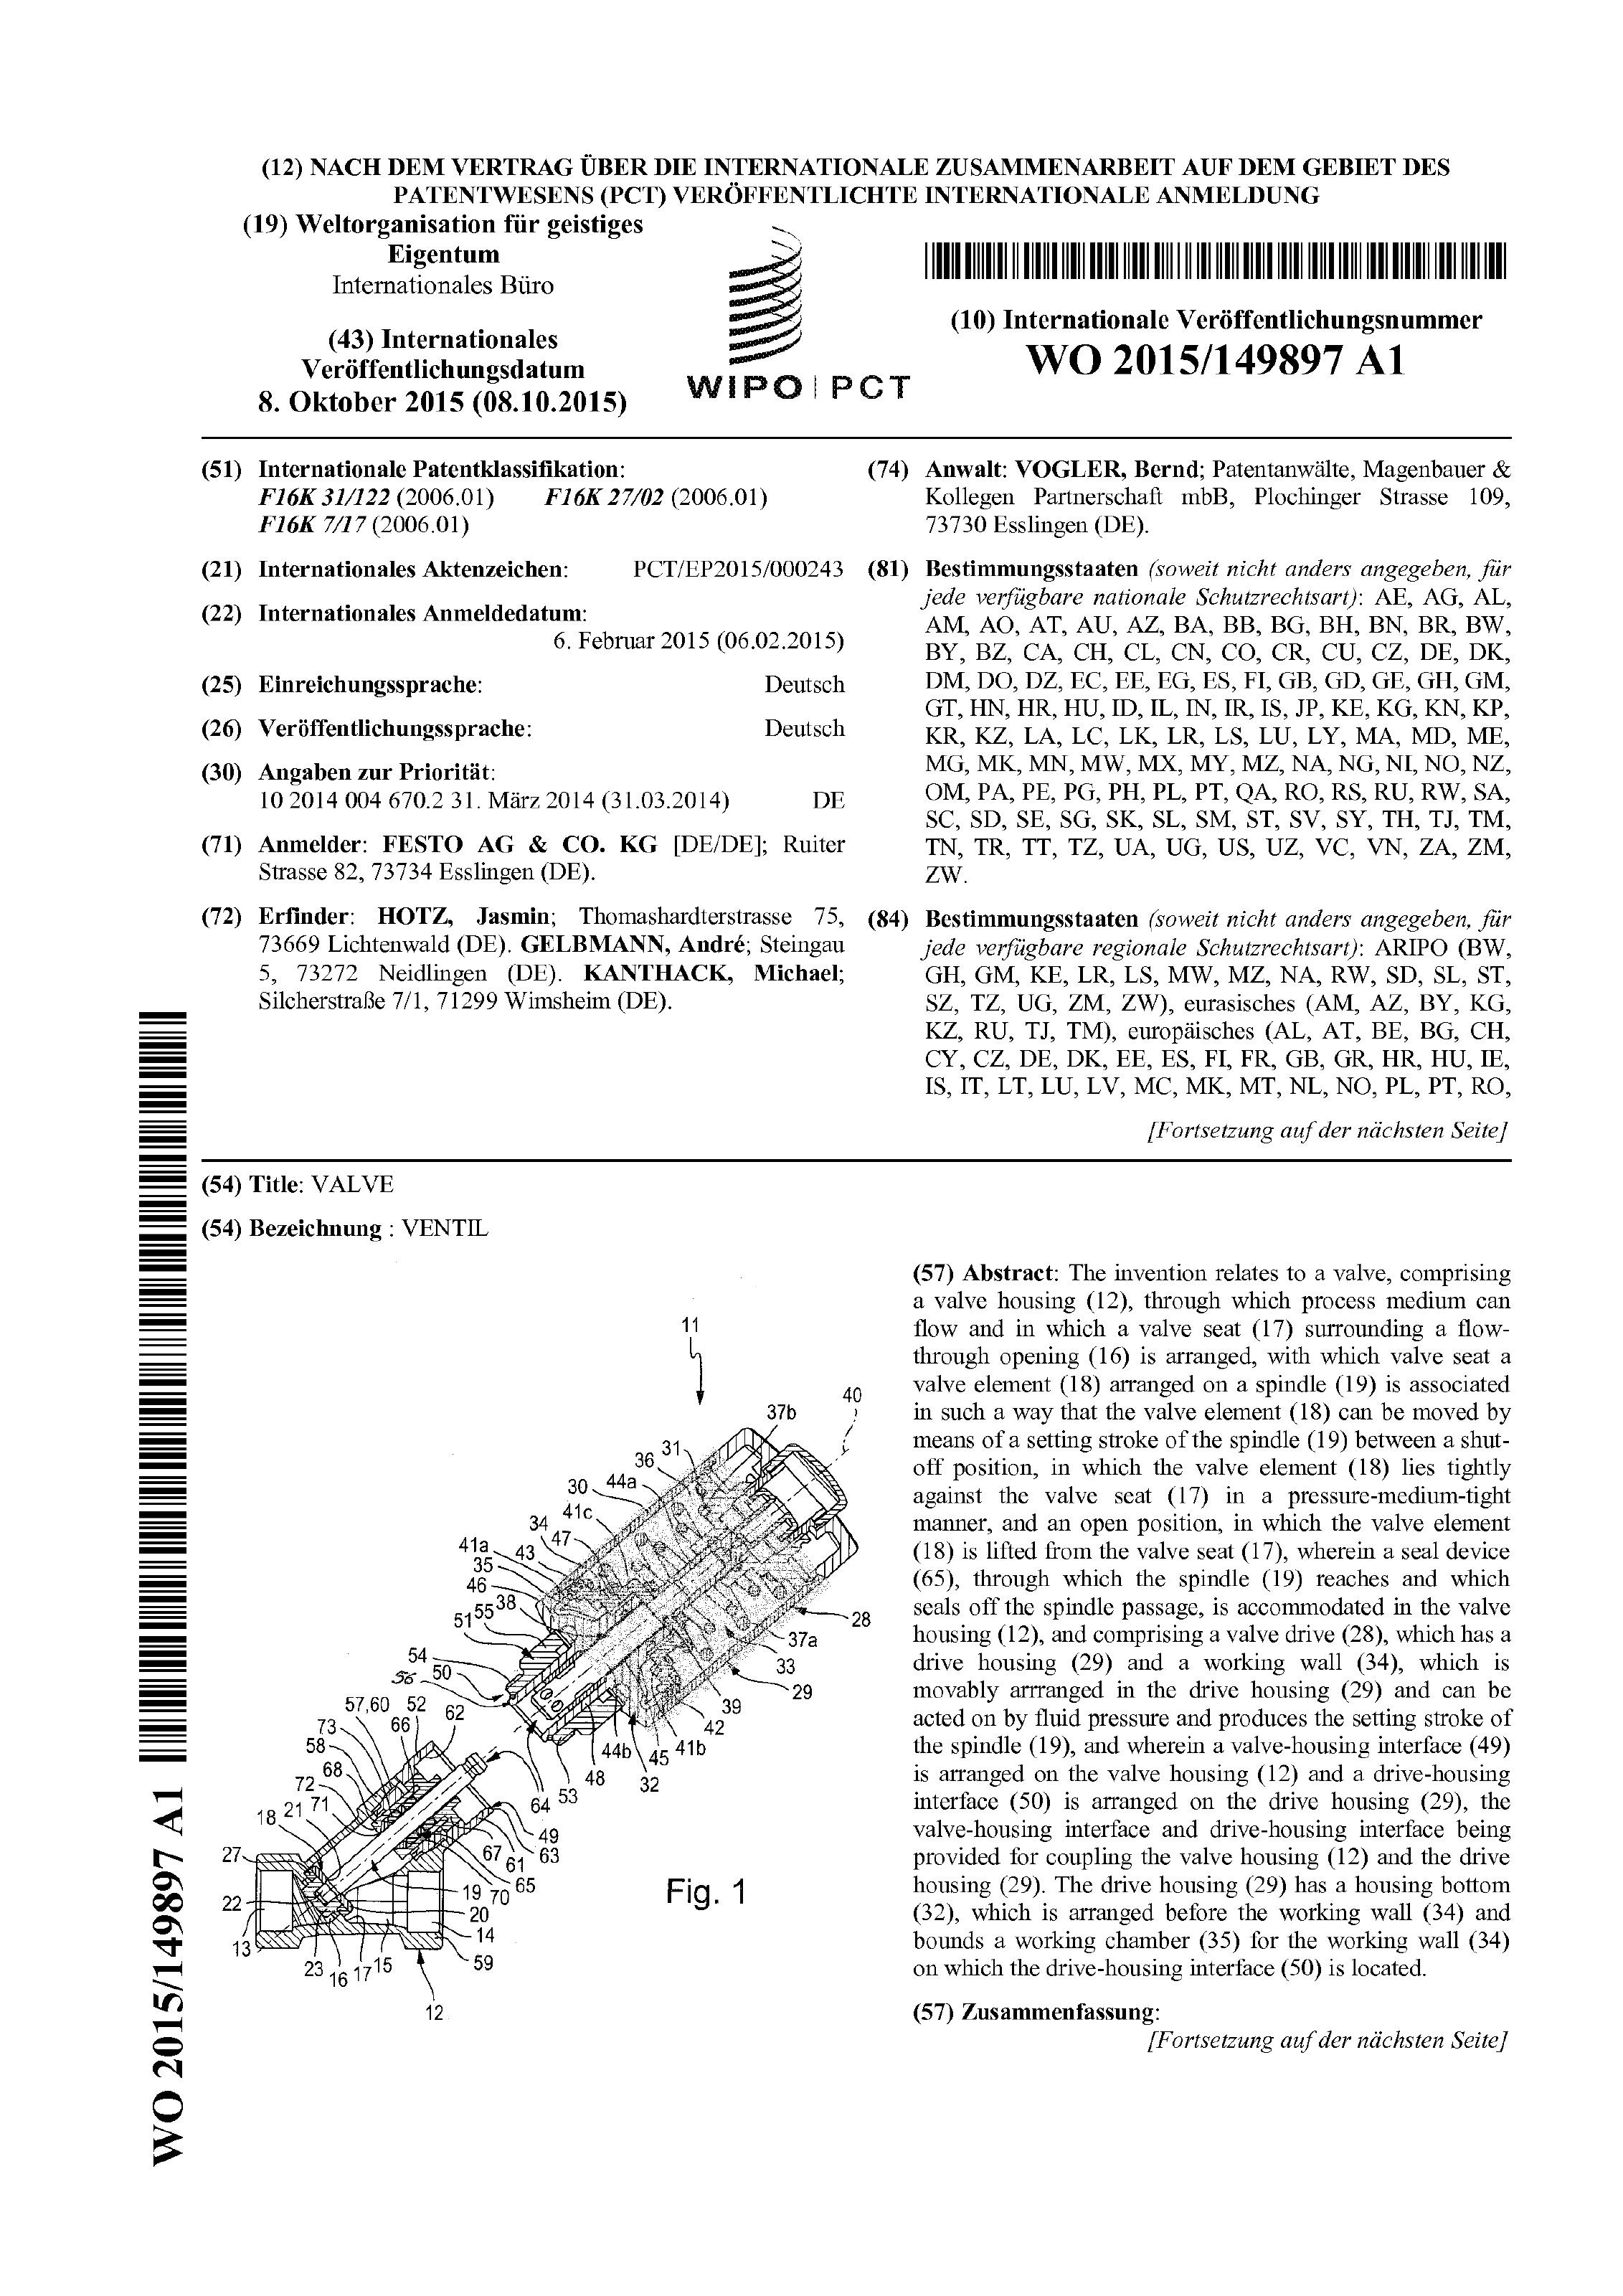 (12) NACH DEM VERTRAG ÜBER DIE INTERNATIONALE ZUSAMMENARBEIT AUF DEM GEBIET DES
PATENTWESENS (PCT) VERÖFFENTLICHTE INTERNATIONALE ANMELDUNG
(19) Weltorganisation für geistiges
Eigentum
Internationales Büro
(43) Internationales
Veröffentlichungsdatum
8. Oktober 2015 (08.10.2015)
WIPO | PCT
(10) Internationale Veröffentlichungsnummer
WO 2015/149897 A1
(51) Internationale Patentklassifikation:
F16K 31/122 (2006.01) F16K 27/02 (2006.01)
F16K 7/17 (2006.01)
(21) Internationales Aktenzeichen: PCT/EP2015/000243
(22) Internationales Anmeldedatum:
6. Februar 2015 (06.02.2015)
(25) Einreichungssprache: Deutsch
(26) Veröffentlichungssprache: Deutsch
(30) Angaben zur Priorität:
10 2014 004 670.2 31. März 2014 (31.03.2014) DE
(71) Anmelder: FESTO AG & CO. KG [DE/DE]; Ruiter
Strasse 82, 73734 Esslingen (DE).
(72) Erfinder: HOTZ, Jasmin; Thomashardterstrasse 75,
73669 Lichtenwald (DE). GELBMANN, André; Steingau
5, 73272 Neidlingen (DE). KANTHACK, Michael;
Silcherstraße 7/1, 71299 Wimsheim (DE).
(74) Anwalt: VOGLER, Bernd; Patentanwälte, Magenbauer &
Kollegen Partnerschaft mbB, Plochinger Strasse 109,
73730 Esslingen (DE).
(81) Bestimmungsstaaten (soweit nicht anders angegeben, für
jede verfügbare nationale Schutzrechtsart): AE, AG, AL,
AM, AO, AT, AU, AZ, BA, BB, BG, BH, BN, BR, BW,
BY, BZ, CA, CH, CL, CN, CO, CR, CU, CZ, DE, DK,
DM, DO, DZ, EC, EE, EG, ES, FI, GB, GD, GE, GH, GM,
GT, HN, HR, HU, ID, IL, IN, IR, IS, JP, KE, KG, KN, KP,
KR, KZ, LA, LC, LK, LR, LS, LU, LY, MA, MD, ME,
MG, MK, MN, MW, MX, MY, MZ, NA, NG, NI, NO, NZ,
OM, PA, PE, PG, PH, PL, PT, QA, RO, RS, RU, RW, SA,
SC, SD, SE, SG, SK, SL, SM, ST, SV, SY, TH, TJ, TM,
TN, TR, TT, TZ, UA, UG, US, UZ, VC, VN, ZA, ZM,
ZW.
(84) Bestimmungsstaaten (soweit nicht anders angegeben, für
jede verfügbare regionale Schutzrechtsart): ARIPO (BW,
GH, GM, KE, LR, LS, MW, MZ, NA, RW, SD, SL, ST,
SZ, TZ, UG, ZM, ZW), eurasisches (AM, AZ, BY, KG,
KZ, RU, TJ, TM), europäisches (AL, AT, BE, BG, CH,
CY, CZ, DE, DK, EE, ES, FI, FR, GB, GR, HR, HU, IE,
IS, IT, LT, LU, LV, MC, MK, MT, NL, NO, PL, PT, RO,
[Fortsetzung auf der nächsten Seite]
(54) Title: VALVE
(54) Bezeichnung : VENTIL
11
40
37b
31
36
44a
30
41c
34
47
41a
43
35
46
38
55
51
28
37a
54
33
56
50
29
57,60
52
62
39
73
66
42
58
44b
45
41b
68
48
32
72
53
64
18
21
71
49
67
63
27
61
65
19
70
22
20
14
13
23
16
17
15
59
12
Fig. 1
(57) Abstract: The invention relates to a valve, comprising
a valve housing (12), through which process medium can
flow and in which a valve seat (17) surrounding a flow-
through opening (16) is arranged, with which valve seat a
valve element (18) arranged on a spindle (19) is associated
in such a way that the valve element (18) can be moved by
means of a setting stroke of the spindle (19) between a shut-
off position, in which the valve element (18) lies tightly
against the valve seat (17) in a pressure-medium-tight
manner, and an open position, in which the valve element
(18) is lifted from the valve seat (17), wherein a seal device
(65), through which the spindle (19) reaches and which
seals off the spindle passage, is accommodated in the valve
housing (12), and comprising a valve drive (28), which has a
drive housing (29) and a working wall (34), which is
movably arrranged in the drive housing (29) and can be
acted on by fluid pressure and produces the setting stroke of
the spindle (19), and wherein a valve-housing interface (49)
is arranged on the valve housing (12) and a drive-housing
interface (50) is arranged on the drive housing (29), the
valve-housing interface and drive-housing interface being
provided for coupling the valve housing (12) and the drive
housing (29). The drive housing (29) has a housing bottom
(32), which is arranged before the working wall (34) and
bounds a working chamber (35) for the working wall (34)
on which the drive-housing interface (50) is located.
(57) Zusammenfassung:
[Fortsetzung auf der nächsten Seite]
WO 2015/149897 A1